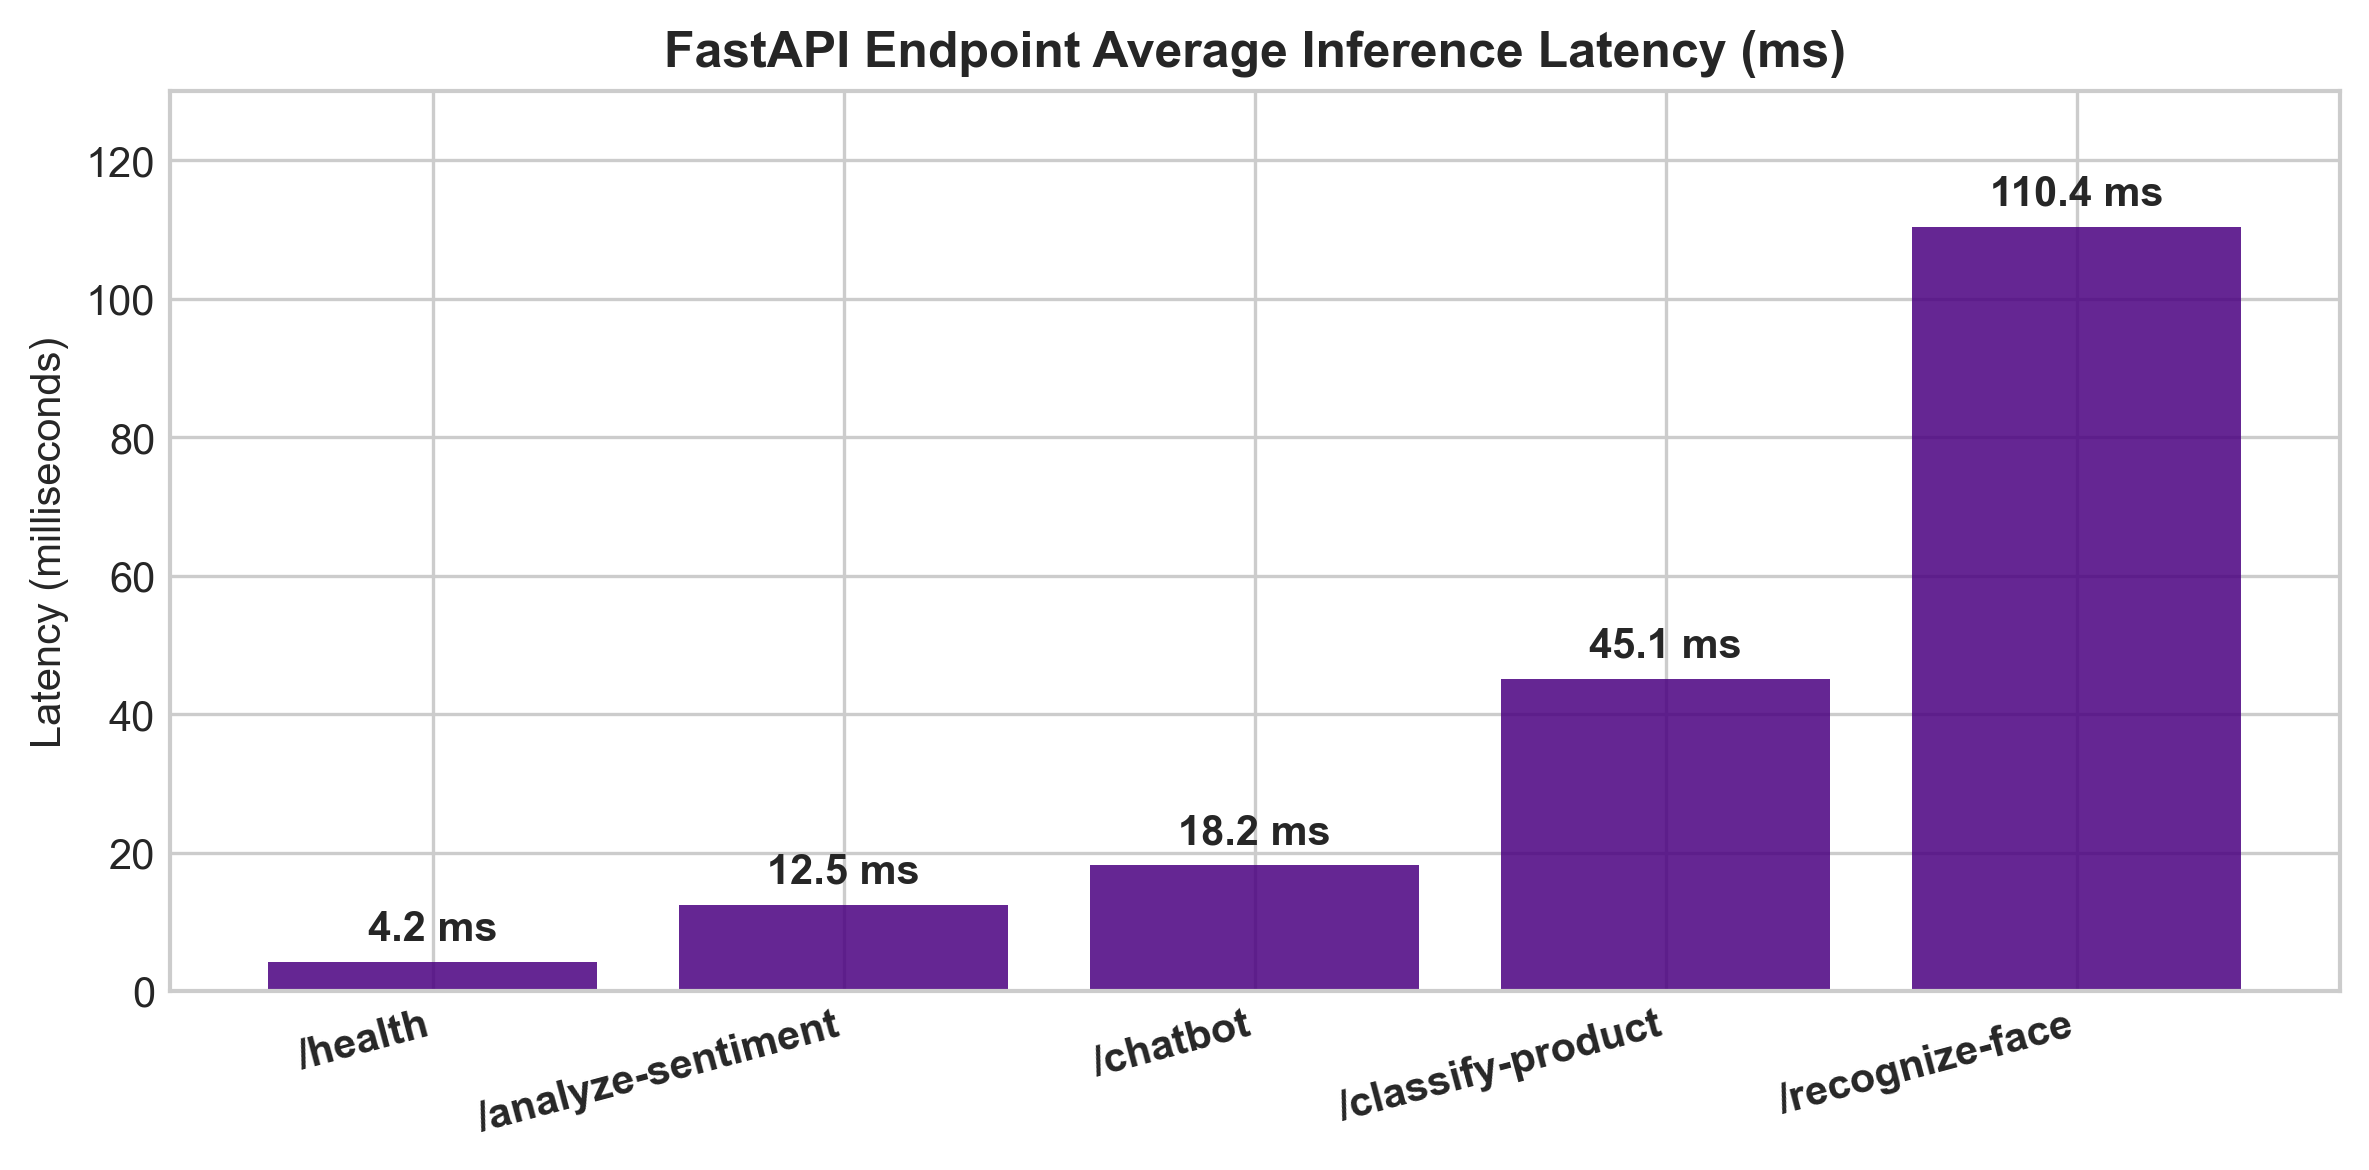 FastAPI Endpoint Average Inference Latency (ms)
Latency (milliseconds)
120
100
80
60
40
20
0
4.2 ms
12.5 ms
18.2 ms
45.1 ms
110.4 ms
/health
/analyze-sentiment
/chatbot
/classify-product
/recognize-face